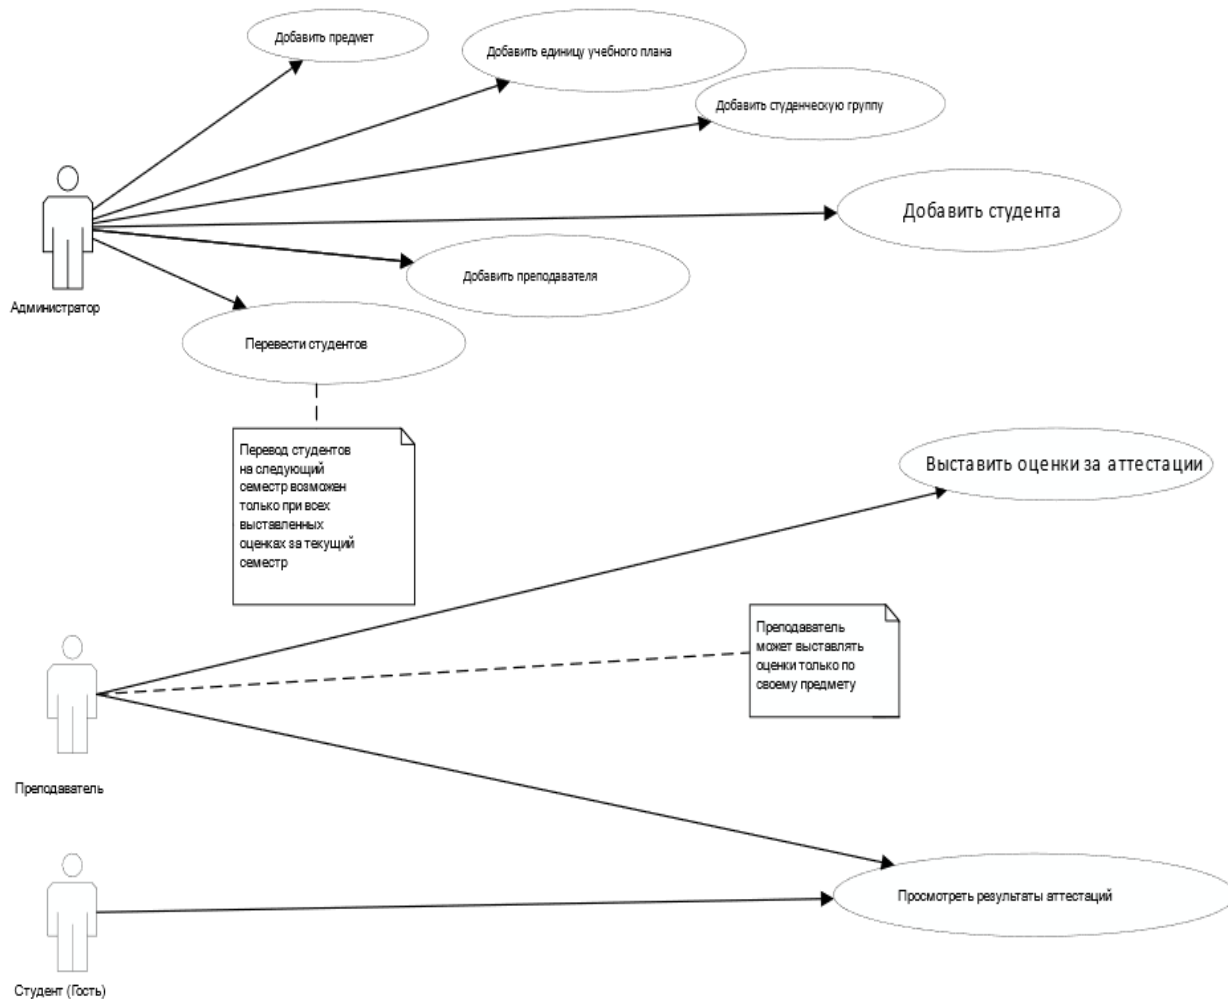 Добавить предмет
Добавить единицу учебного плана
Добавить студенческую группу
Добавить студента
Добавить преподавателя
Администратор
Перевести студентов
Перевод студентов
на следующий
семестр возможен
только при всех
выставленных
оценках за текущий
семестр
Выставить оценки за аттестации
Преподаватель
может выставлять
оценки только по
своему предмету
Преподаватель
Просмотреть результаты аттестаций
Студент (Гость)